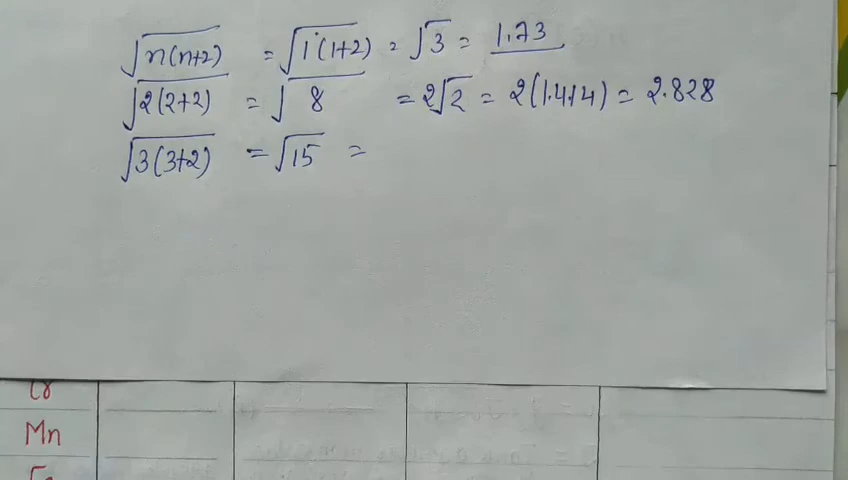 √n(n+2) = √1(1+2) = √3 = 1.73
√2(2+2) = √8 = 2√2 = 2(1.414) = 2.828
√3(3+2) = √15 =
Cr
Mn